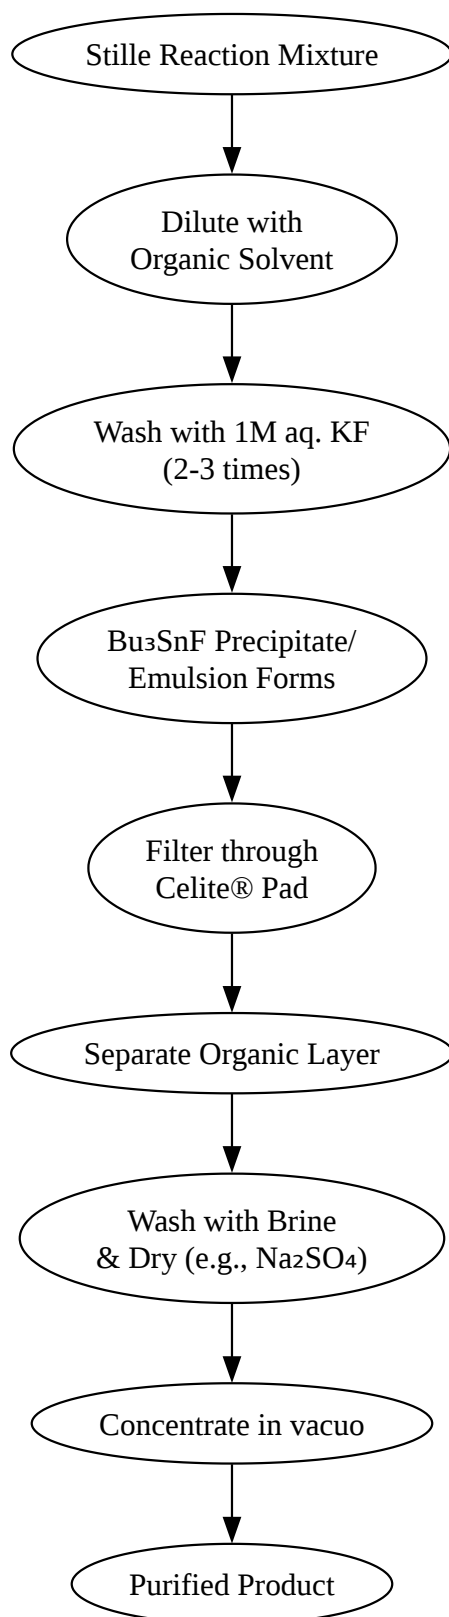 Stille Reaction Mixture
Dilute with
Organic Solvent
Wash with 1M aq. KF
(2-3 times)
Bu₃SnF Precipitate/
Emulsion Forms
Filter through
Celite® Pad
Separate Organic Layer
Wash with Brine
& Dry (e.g., Na₂SO₄)
Concentrate in vacuo
Purified Product